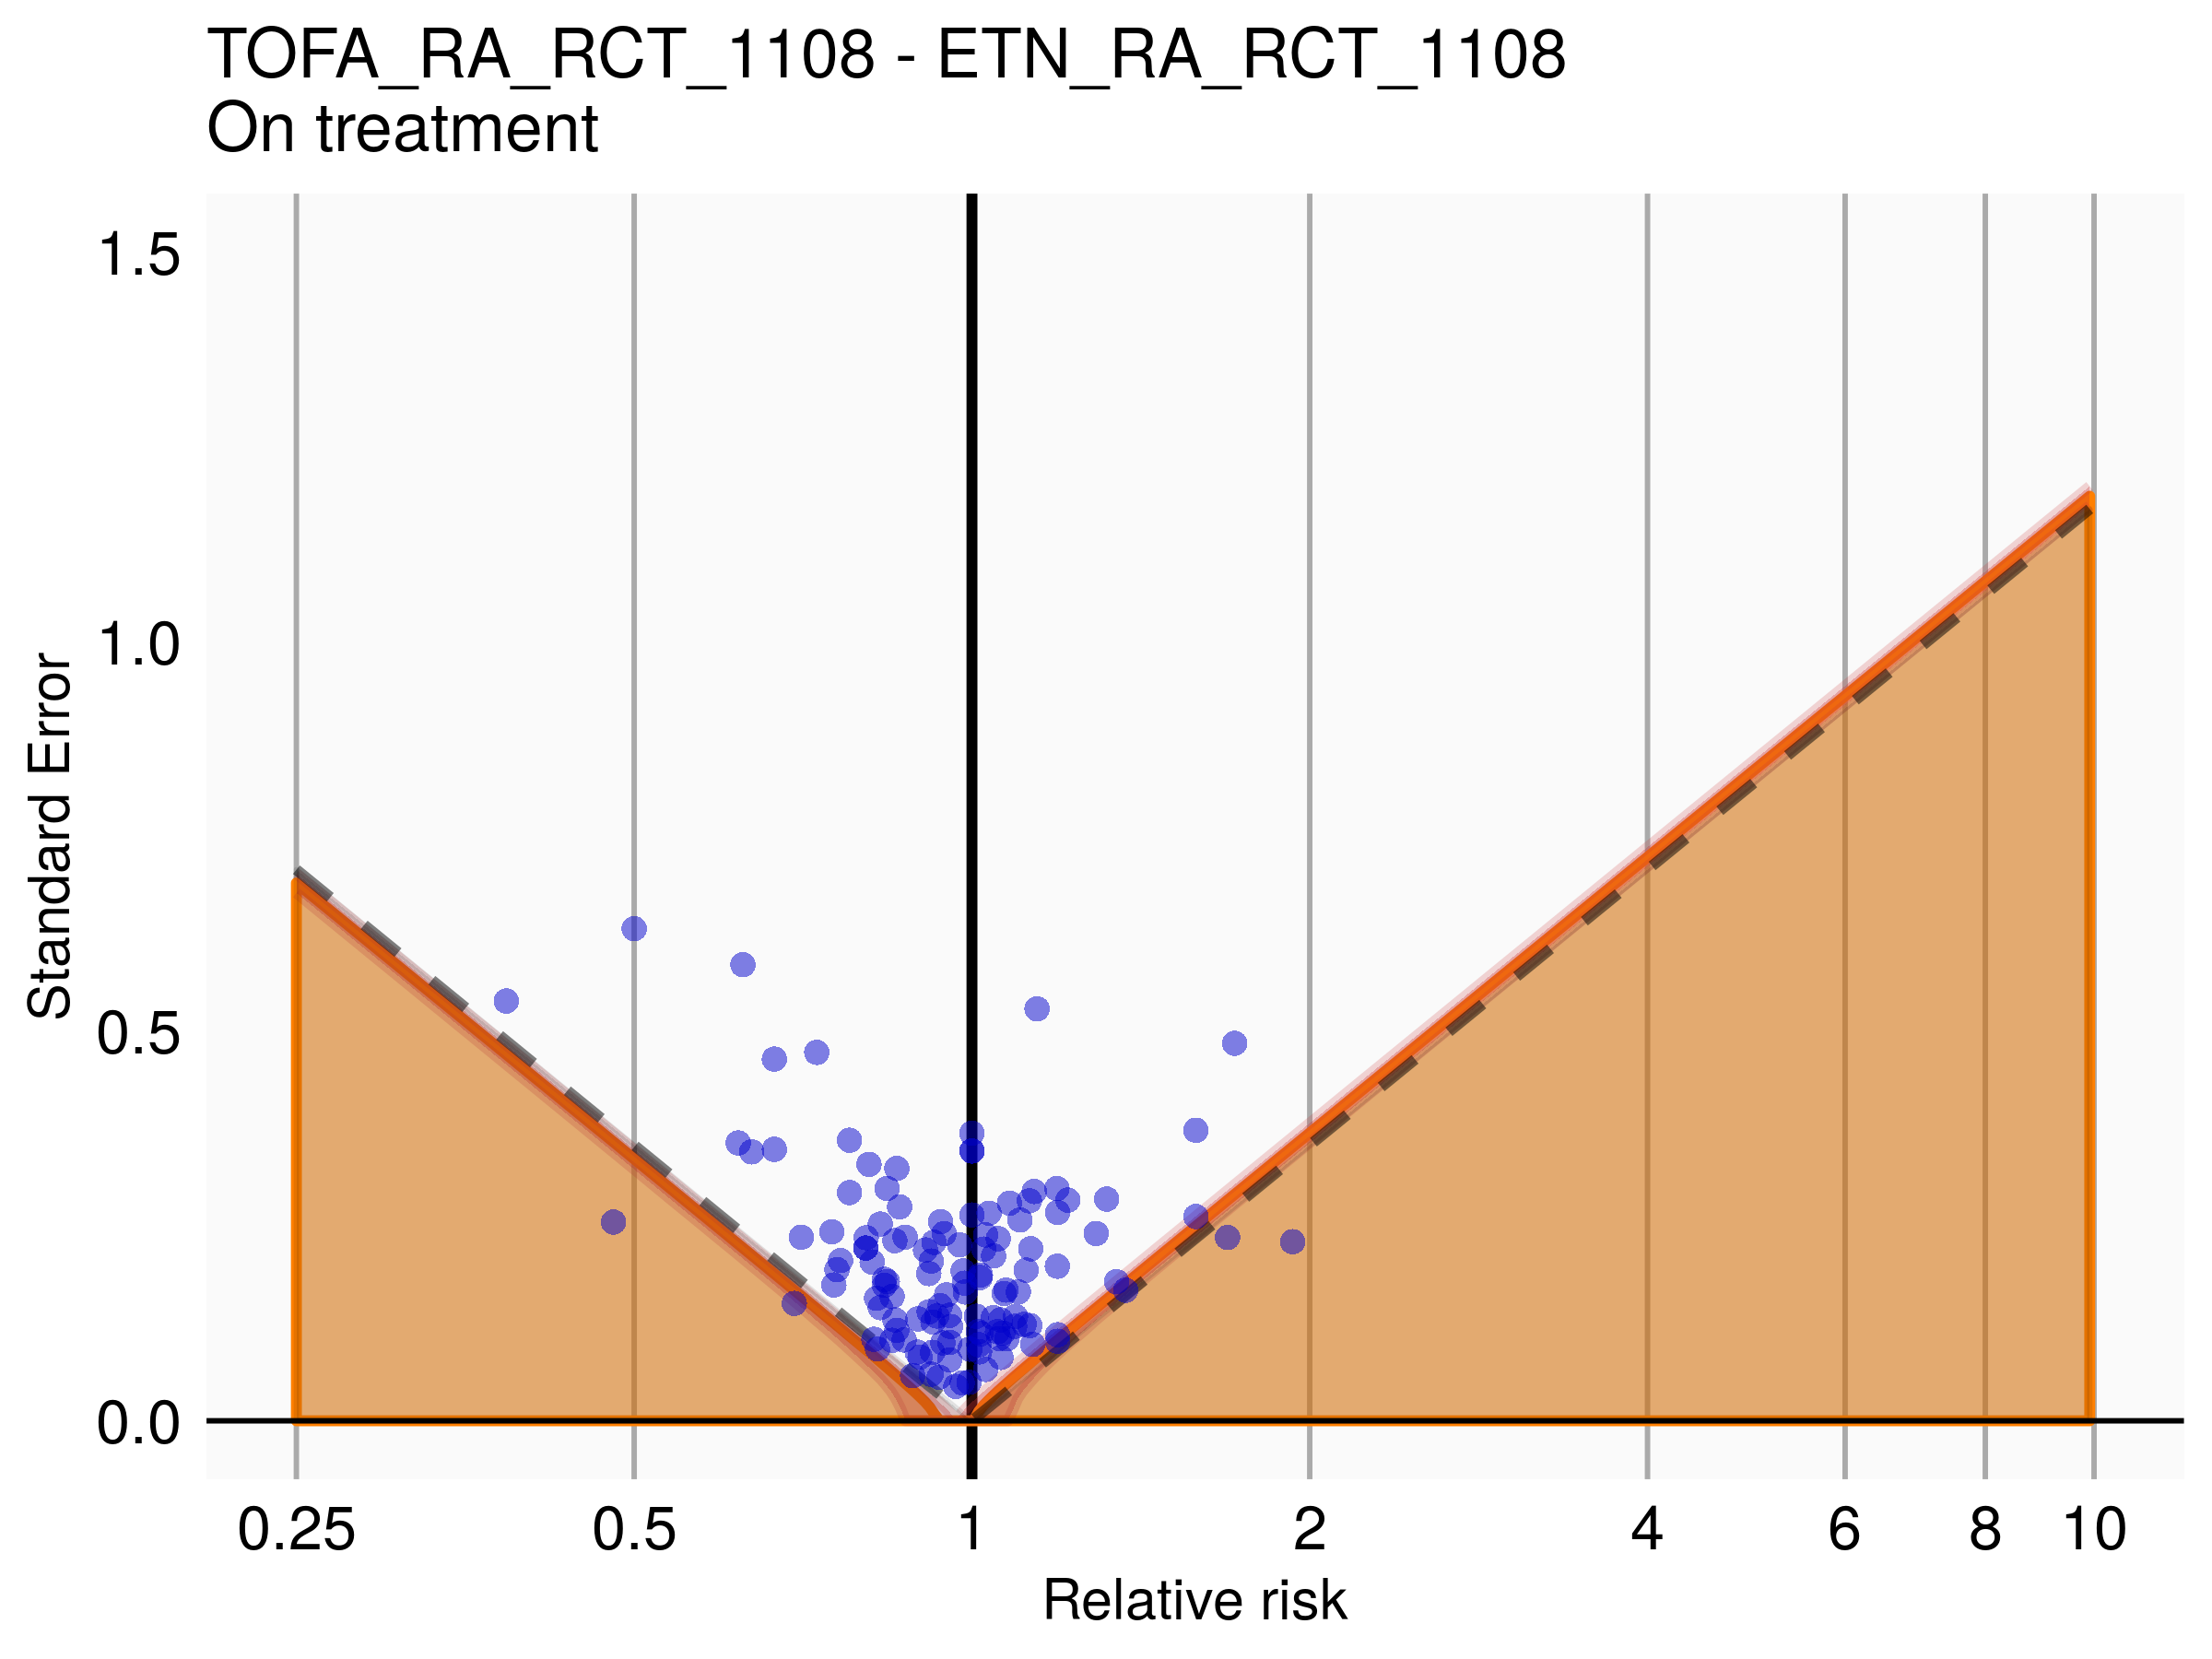 TOFA_RA_RCT_1108 - ETN_RA_RCT_1108
On treatment
1.5
1.0
0.5
0.0
Standard Error
0.25 0.5 1 2 4 6 8 10
Relative risk